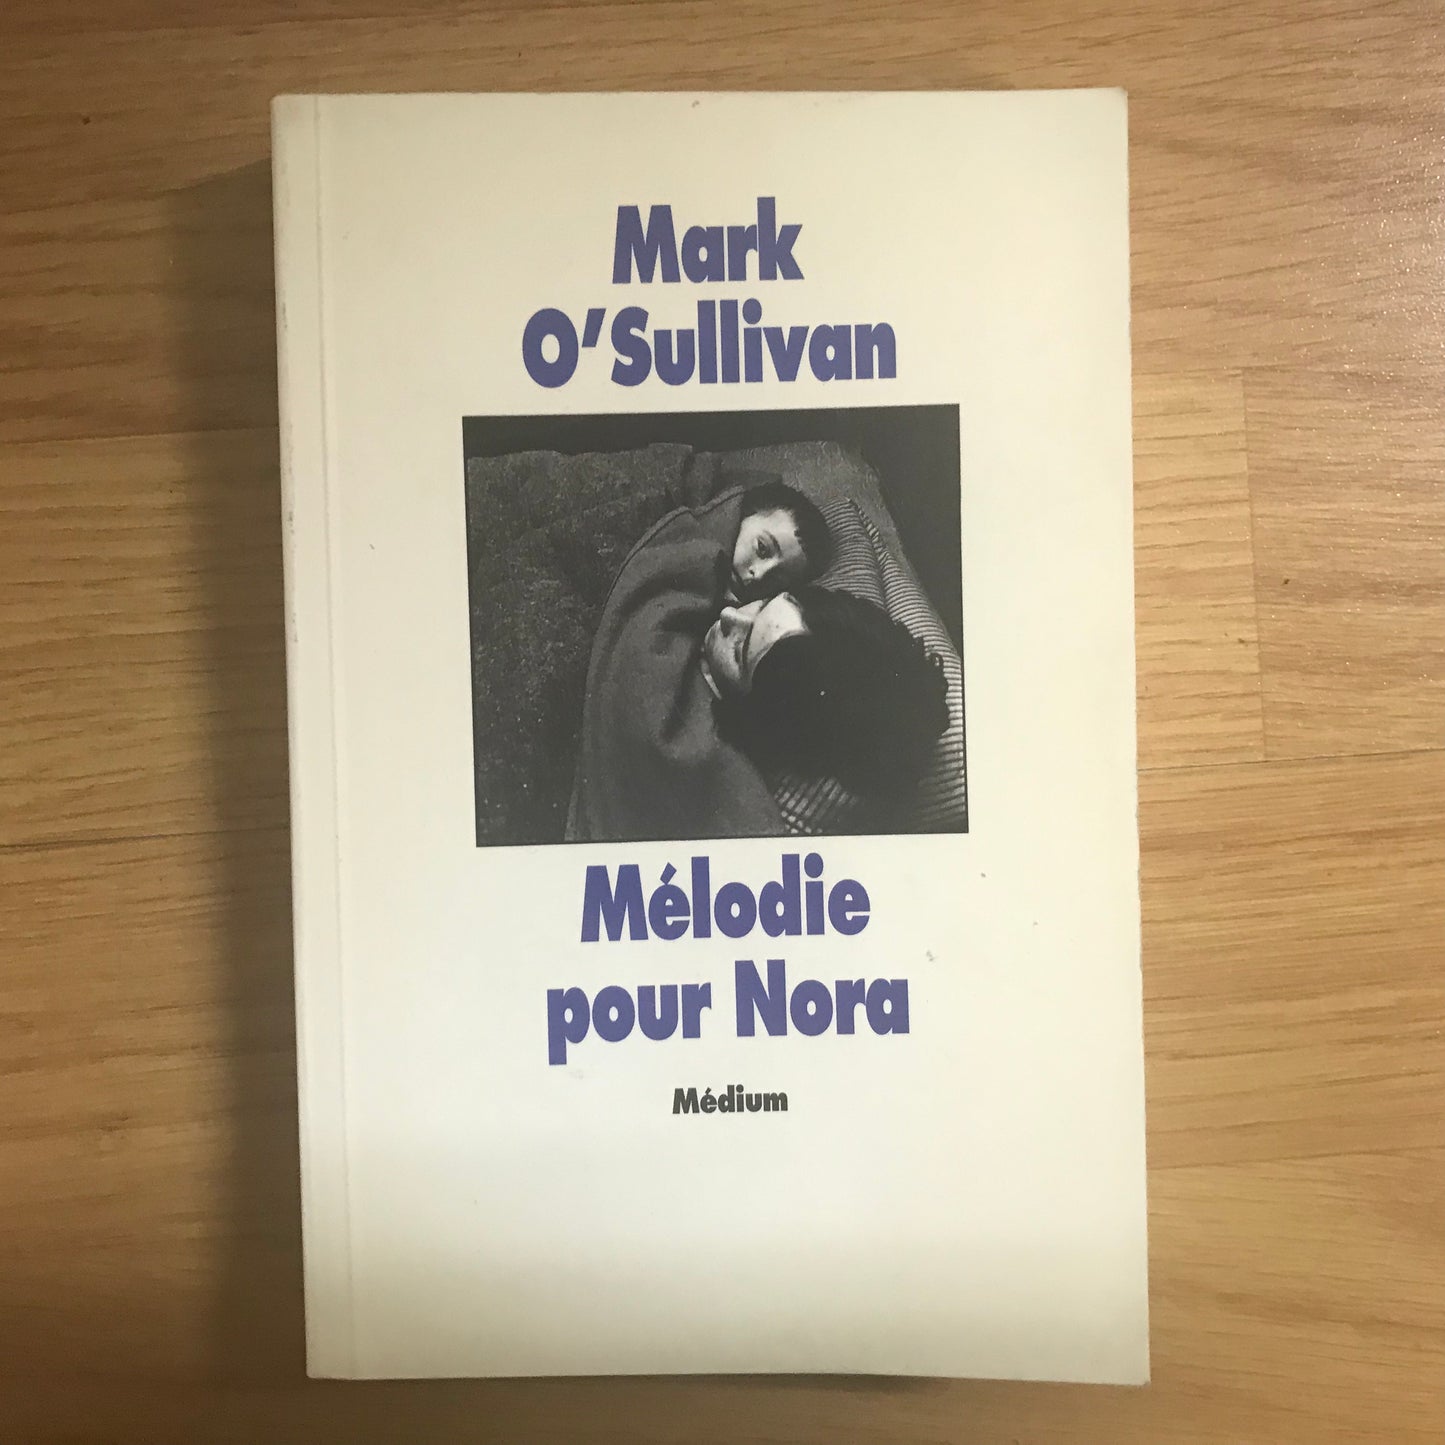 Mark
O'Sullivan
Mélodie
pour Nora
Médium